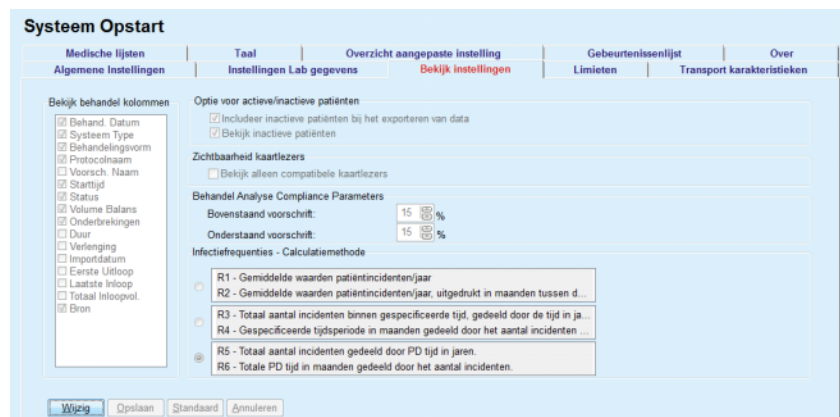 Systeem Opstart
Medische lijsten Taal Overzicht aangepaste instelling Gebeurtenissenlijst Over
Algemene Instellingen Instellingen Lab gegevens Bekijk instellingen Limieten Transport karakteristieken
Bekijk behandel kolommen
Behand. Datum
Systeem Type
Behandelingsvorm
Protocolnaam
Voorsch. Naam
Starttijd
Status
Volume Balans
Onderbrekingen
Duur
Verlenging
Importdatum
Eerste Uitloop
Laatste Inloop
Totaal Inloopvol.
Bron
Optie voor actieve/inactieve patiënten
Includeer inactieve patiënten bij het exporteren van data
Bekijk inactieve patiënten
Zichtbaarheid kaartlezers
Bekijk alleen compatibele kaartlezers
Behandel Analyse Compliance Parameters
Bovenstaand voorschrift: 15 %
Onderstaand voorschrift: 15 %
Infectiefrequenties - Calculatiemethode
R1 - Gemiddelde waarden patiëntincidenten/jaar
R2 - Gemiddelde waarden patiëntincidenten/jaar, uitgedrukt in maanden tussen d...
R3 - Totaal aantal incidenten binnen gespecificeerde tijd, gedeeld door de tijd in ja...
R4 - Gespecificeerde tijdsperiode in maanden gedeeld door het aantal incidenten ...
R5 - Totaal aantal incidenten gedeeld door PD tijd in jaren.
R6 - Totale PD tijd in maanden gedeeld door het aantal incidenten.
Wijzig Opslaan Standaard Annuleren